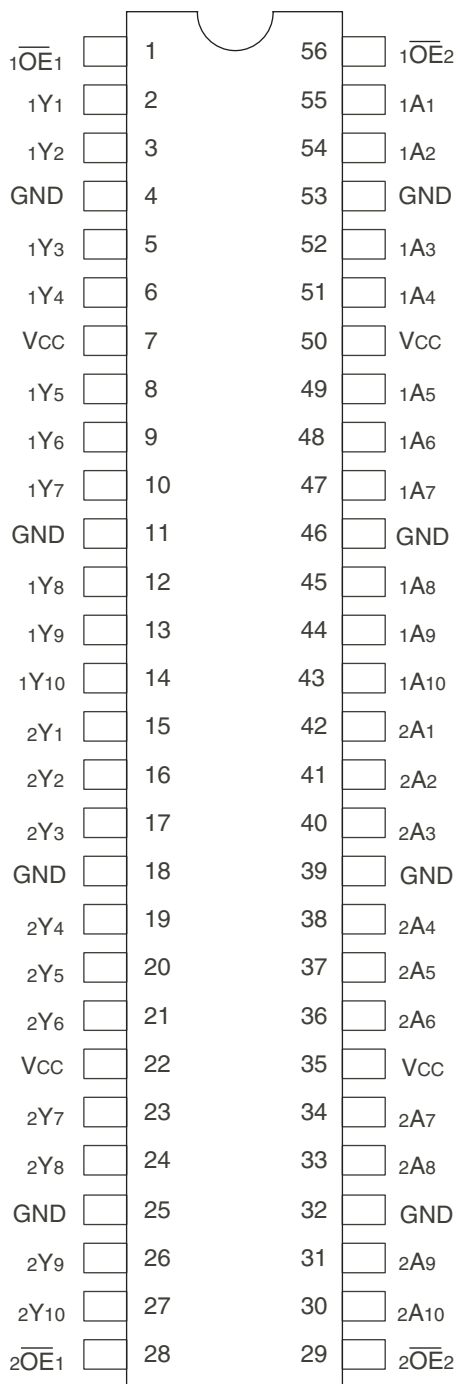 1OE1 1 56 1OE2
1Y1 2 55 1A1
1Y2 3 54 1A2
GND 4 53 GND
1Y3 5 52 1A3
1Y4 6 51 1A4
VCC 7 50 VCC
1Y5 8 49 1A5
1Y6 9 48 1A6
1Y7 10 47 1A7
GND 11 46 GND
1Y8 12 45 1A8
1Y9 13 44 1A9
1Y10 14 43 1A10
2Y1 15 42 2A1
2Y2 16 41 2A2
2Y3 17 40 2A3
GND 18 39 GND
2Y4 19 38 2A4
2Y5 20 37 2A5
2Y6 21 36 2A6
VCC 22 35 VCC
2Y7 23 34 2A7
2Y8 24 33 2A8
GND 25 32 GND
2Y9 26 31 2A9
2Y10 27 30 2A10
2OE1 28 29 2OE2